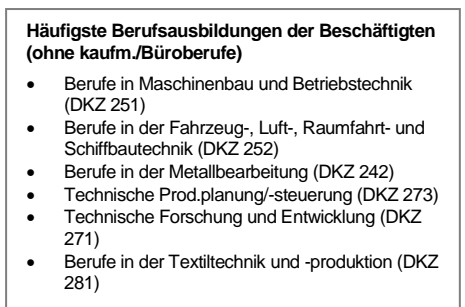 Häufigste Berufsausbildungen der Beschäftigten
(ohne kaufm./Büroberufe)
• Berufe in Maschinenbau und Betriebstechnik
(DKZ 251)
• Berufe in der Fahrzeug-, Luft-, Raumfahrt- und
Schiffbautechnik (DKZ 252)
• Berufe in der Metallbearbeitung (DKZ 242)
• Technische Prod.planung/-steuerung (DKZ 273)
• Technische Forschung und Entwicklung (DKZ
271)
• Berufe in der Textiltechnik und -produktion (DKZ
281)